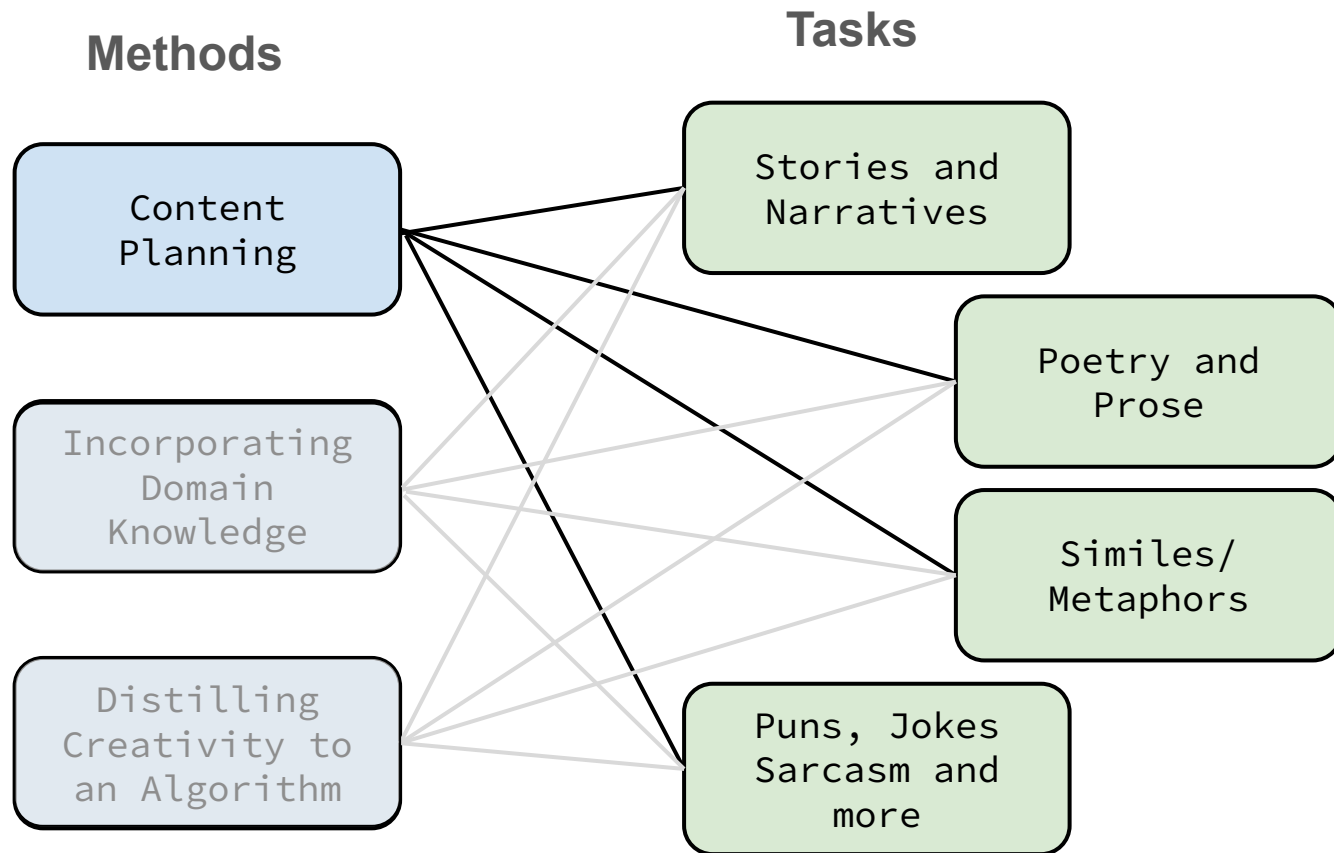 Methods
Tasks
Content
Planning
Incorporating
Domain
Knowledge
Distilling
Creativity to
an Algorithm
Stories and
Narratives
Poetry and
Prose
Similes/
Metaphors
Puns, Jokes
Sarcasm and
more